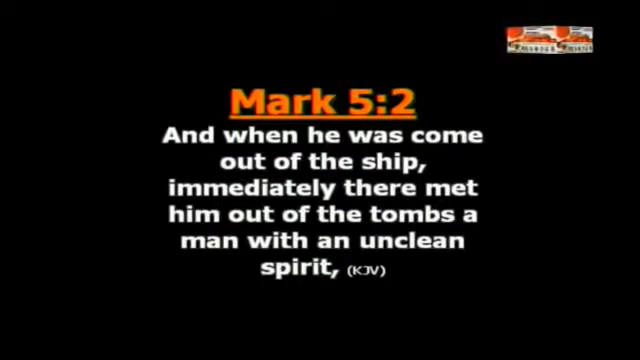 Mark 5:2
And when he was come
out of the ship,
immediately there met
him out of the tombs a
man with an unclean
spirit, (KJV)